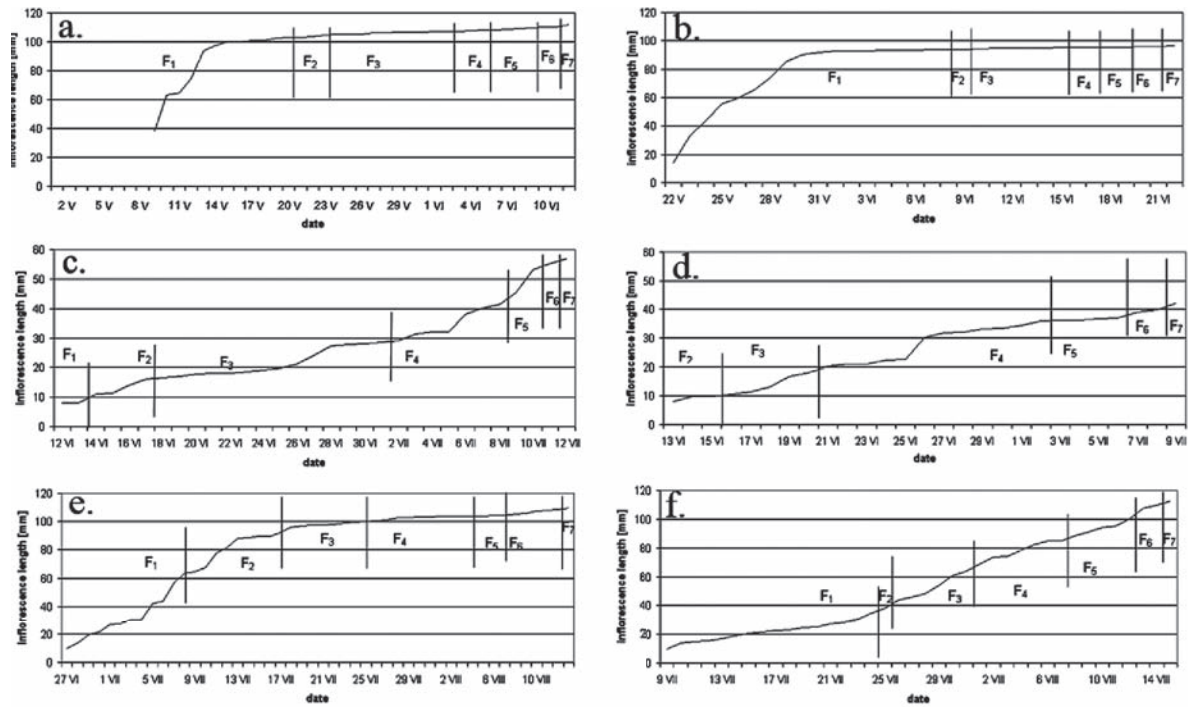 a.
Inflorescence length [mm]
120
100
80
60
40
20
0
F1 F2 F3 F4 F5 F6 F7
2 V 5 V 8 V 11 V 14 V 17 V 20 V 23 V 26 V 29 V 1 VI 4 VI 7 VI 10 VI
date
b.
Inflorescence length [mm]
120
100
80
60
40
20
0
F1 F2 F3 F4 F5 F6 F7
22 V 25 V 28 V 31 V 3 VI 6 VI 9 VI 12 VI 15 VI 18 VI 21 VI
date
c.
Inflorescence length [mm]
60
50
40
30
20
10
0
F1 F2 F3 F4 F5 F6 F7
12 VI 14 VI 16 VI 18 VI 20 VI 22 VI 24 VI 26 VI 28 VI 30 VI 2 VII 4 VII 6 VII 8 VII 10 VII 12 VII
date
d.
Inflorescence length [mm]
60
50
40
30
20
10
0
F2 F3 F4 F5 F6 F7
13 VI 15 VI 17 VI 19 VI 21 VI 23 VI 25 VI 27 VI 29 VI 1 VII 3 VII 5 VII 7 VII 9 VII
date
e.
Inflorescence length [mm]
120
100
80
60
40
20
0
F1 F2 F3 F4 F5 F6 F7
27 VI 1 VII 5 VII 9 VII 13 VII 17 VII 21 VII 25 VII 29 VII 2 VIII 6 VIII 10 VIII
date
f.
Inflorescence length [mm]
120
100
80
60
40
20
0
F1 F2 F3 F4 F5 F6 F7
9 VII 13 VII 17 VII 21 VII 25 VII 29 VII 2 VIII 6 VIII 10 VIII 14 VIII
date